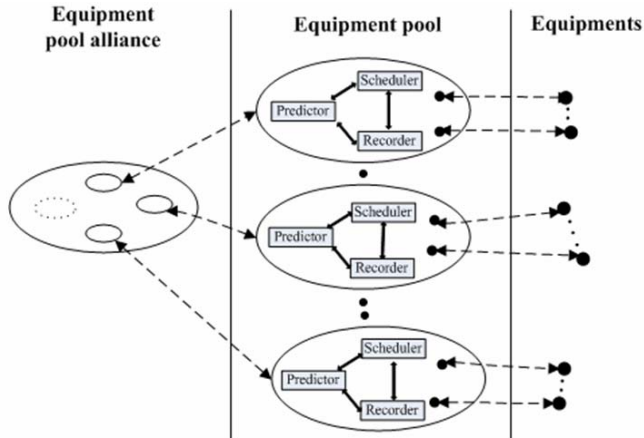 Equipment
pool alliance
Equipment pool
Equipments
Scheduler
Predictor
Recorder
Scheduler
Predictor
Recorder
Scheduler
Predictor
Recorder